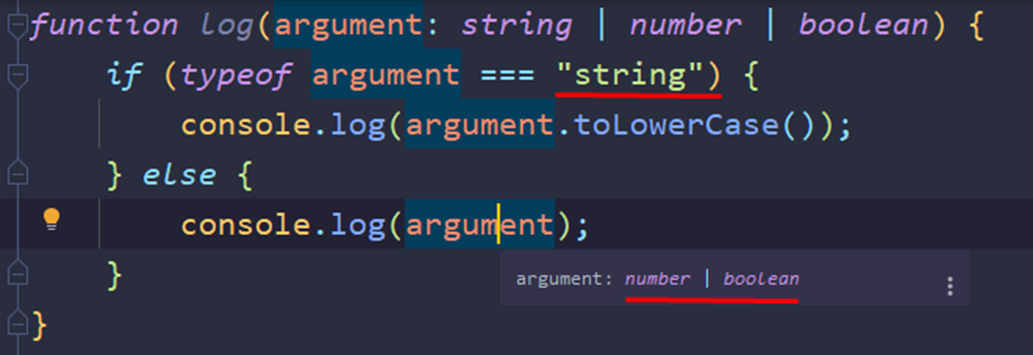 function log(argument: string | number | boolean) {
if (typeof argument === "string") {
console.log(argument.toLowerCase());
} else {
console.log(argument);
argument: number | boolean
}
}